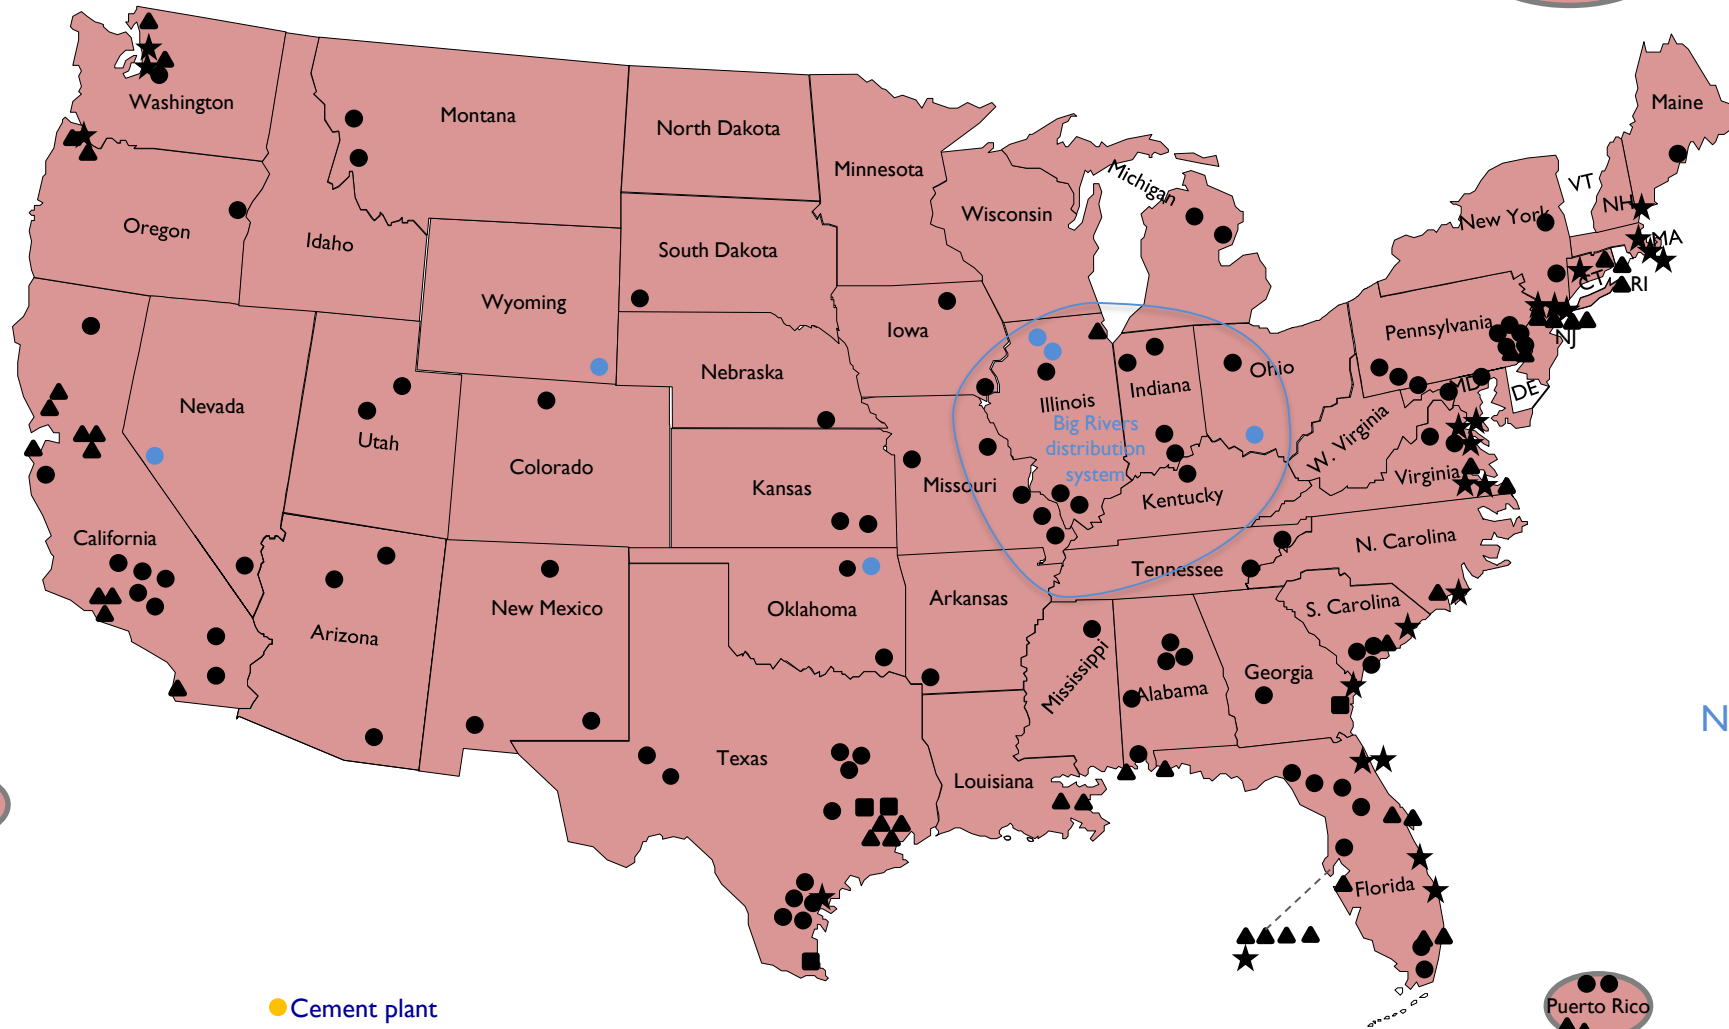 Washington
Montana
North Dakota
Minnesota
Maine
Michigan
VT
NH
Oregon
Idaho
South Dakota
Wisconsin
New York
MA
Wyoming
CT
RI
Iowa
Pennsylvania
NJ
Nevada
Utah
Nebraska
Illinois
Indiana
Ohio
MD
DE
Big Rivers
distribution
system
Colorado
Kansas
Missouri
Kentucky
W. Virginia
Virginia
California
Arizona
New Mexico
Oklahoma
Arkansas
Tennessee
N. Carolina
S. Carolina
Mississippi
Alabama
Georgia
N
Texas
Louisiana
Florida
Cement plant
Puerto Rico